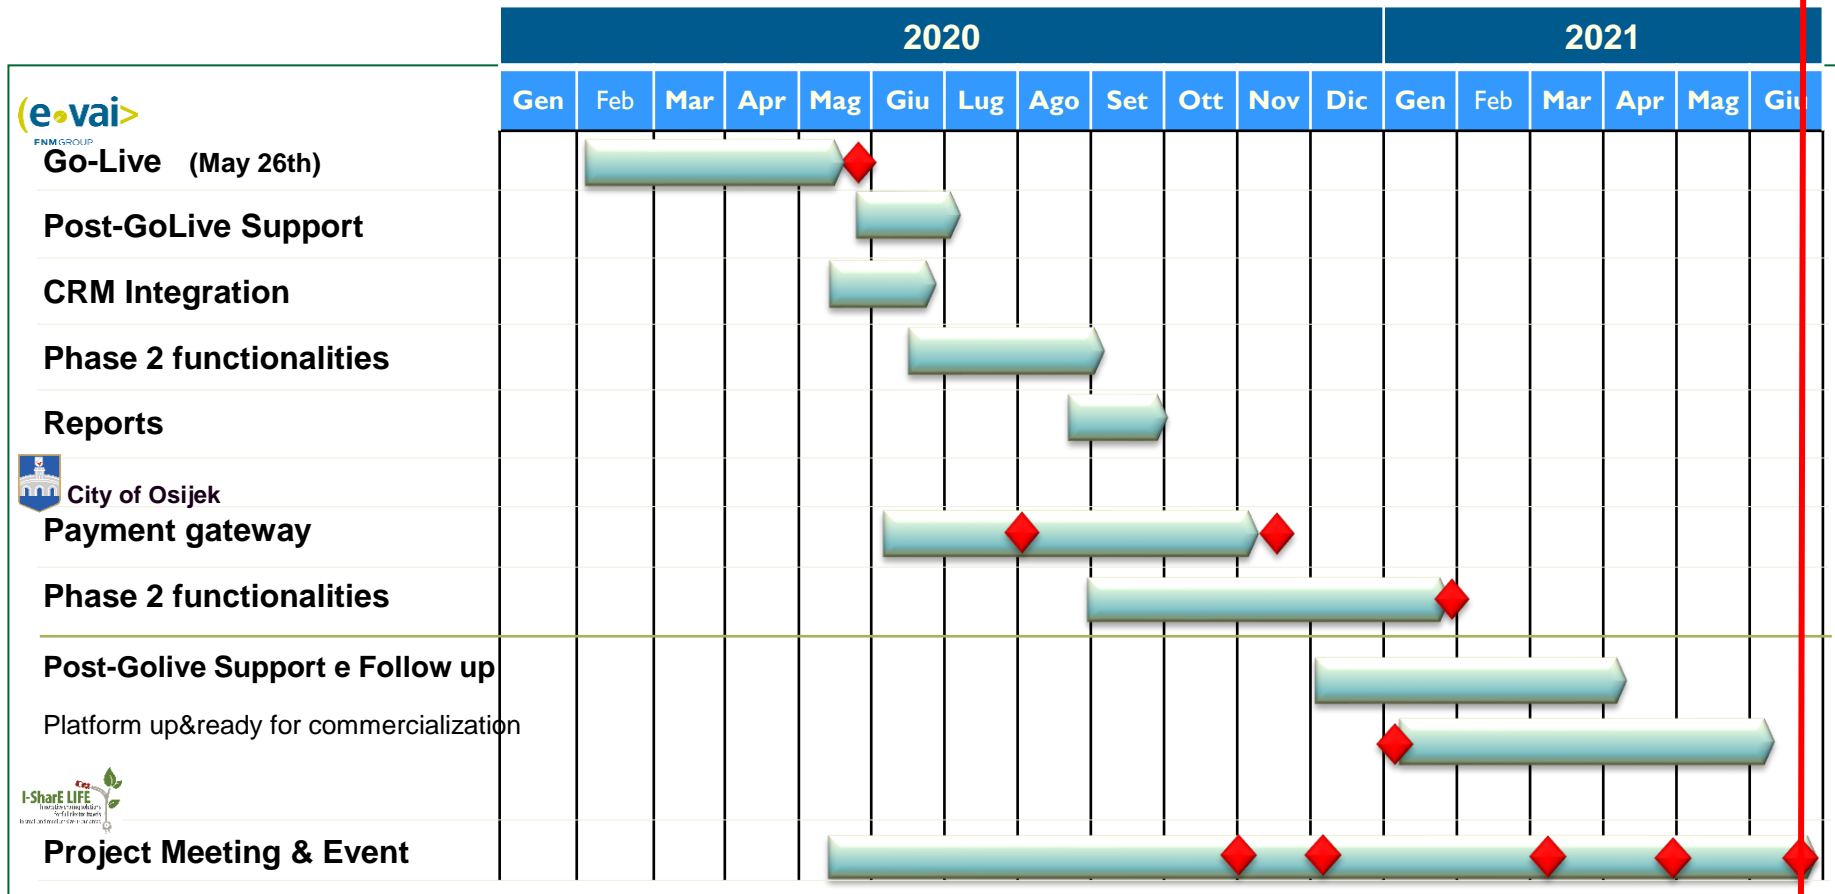 2020 2021
(e•vai>
FNMGROUP
Gen Feb Mar Apr Mag Giu Lug Ago Set Ott Nov Dic Gen Feb Mar Apr Mag Giu
Go-Live (May 26th)
Post-GoLive Support
CRM Integration
Phase 2 functionalities
Reports
City of Osijek
Payment gateway
Phase 2 functionalities
Post-Golive Support e Follow up
Platform up&ready for commercialization
I-SharE LIFE
Project Meeting & Event